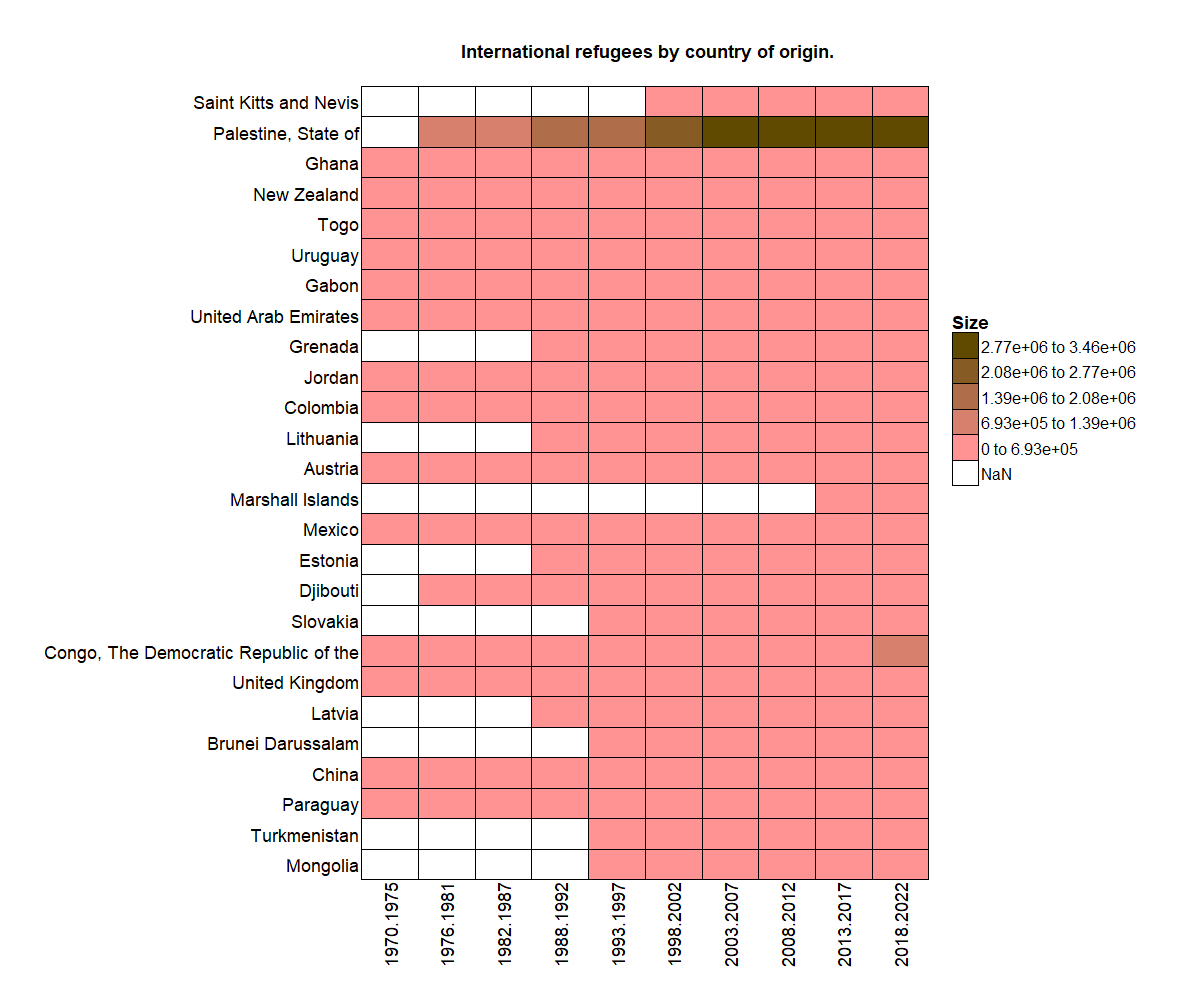 International refugees by country of origin.
Saint Kitts and Nevis
Palestine, State of
Ghana
New Zealand
Togo
Uruguay
Gabon
United Arab Emirates
Grenada
Jordan
Colombia
Lithuania
Austria
Marshall Islands
Mexico
Estonia
Djibouti
Slovakia
Congo, The Democratic Republic of the
United Kingdom
Latvia
Brunei Darussalam
China
Paraguay
Turkmenistan
Mongolia
1970.1975
1976.1981
1982.1987
1988.1992
1993.1997
1998.2002
2003.2007
2008.2012
2013.2017
2018.2022
Size
2.77e+06 to 3.46e+06
2.08e+06 to 2.77e+06
1.39e+06 to 2.08e+06
6.93e+05 to 1.39e+06
0 to 6.93e+05
NaN